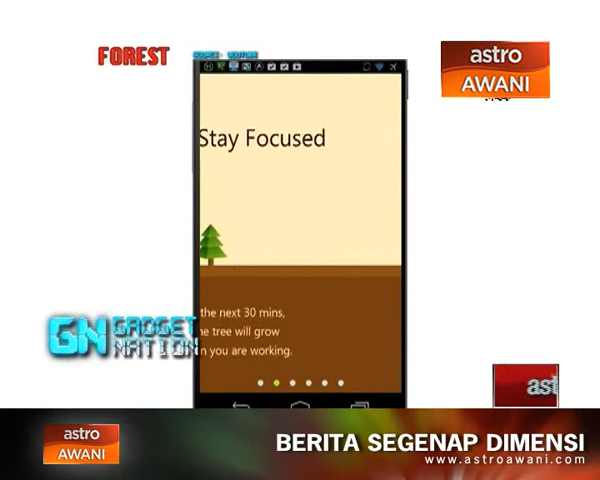 FOREST
astro
AWANI
Stay Focused
the next 30 mins,
he tree will grow
n you are working.
GN GADGET
NATION
ast
astro
AWANI
BERITA SEGENAP DIMENSI
www.astroawani.com